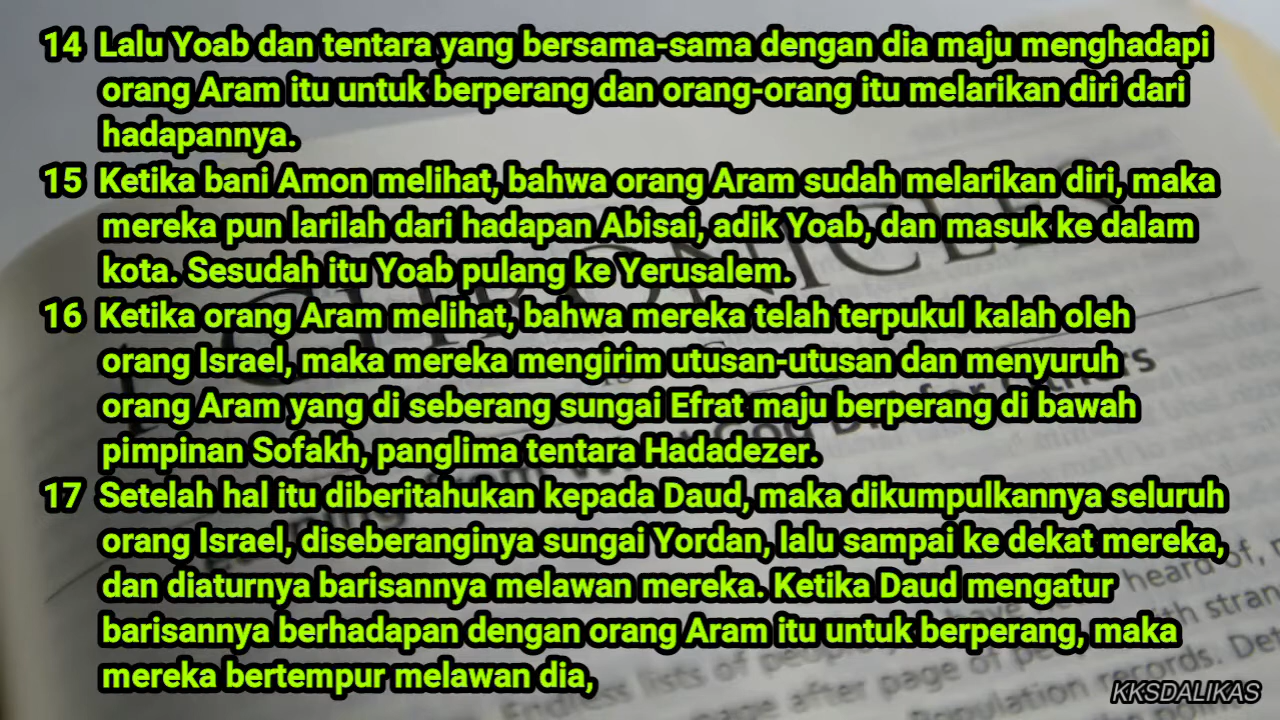 14 Lalu Yoab dan tentara yang bersama-sama dengan dia maju menghadapi
orang Aram itu untuk berperang dan orang-orang itu melarikan diri dari
hadapannya.
15 Ketika bani Amon melihat, bahwa orang Aram sudah melarikan diri, maka
mereka pun larilah dari hadapan Abisai, adik Yoab, dan masuk ke dalam
kota. Sesudah itu Yoab pulang ke Yerusalem.
16 Ketika orang Aram melihat, bahwa mereka telah terpukul kalah oleh
orang Israel, maka mereka mengirim utusan-utusan dan menyuruh
orang Aram yang di seberang sungai Efrat maju berperang di bawah
pimpinan Sofakh, panglima tentara Hadadezer.
17 Setelah hal itu diberitahukan kepada Daud, maka dikumpulkannya seluruh
orang Israel, diseberanginya sungai Yordan, lalu sampai ke dekat mereka,
dan diaturnya barisannya melawan mereka. Ketika Daud mengatur
barisannya berhadapan dengan orang Aram itu untuk berperang, maka
mereka bertempur melawan dia,
KKSDALIKAS
1 CHRONICLES